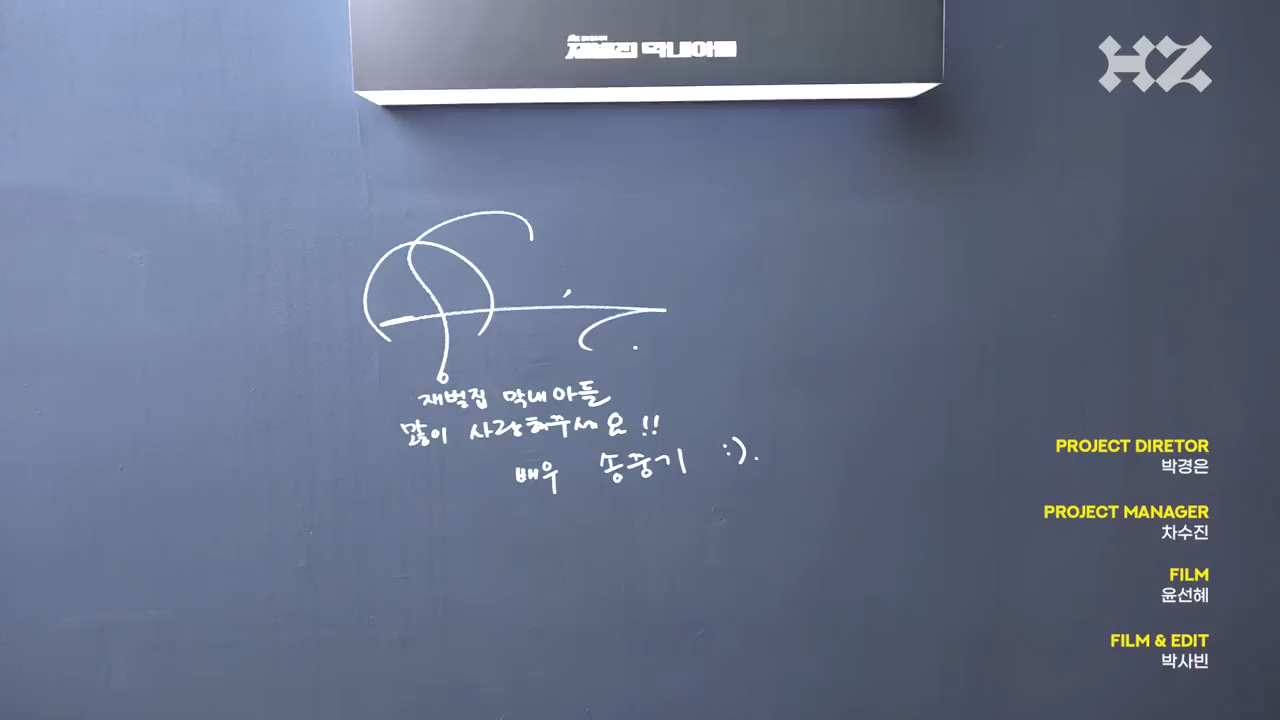 재벌집 막내아들
HZ
재벌집 막내아들
많이 사랑해주세요!!
배우 송중기 :).
PROJECT DIRETOR
박경은
PROJECT MANAGER
차수진
FILM
윤선혜
FILM & EDIT
박사빈